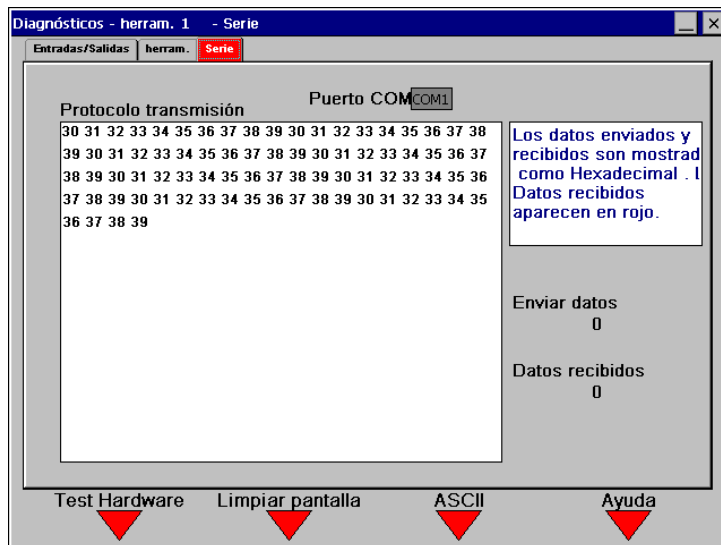 Diagnósticos - herram. 1 - Serie
Entradas/Salidas herram. Serie
Puerto COM COM1
Protocolo transmisión
30 31 32 33 34 35 36 37 38 39 30 31 32 33 34 35 36 37 38
39 30 31 32 33 34 35 36 37 38 39 30 31 32 33 34 35 36 37
38 39 30 31 32 33 34 35 36 37 38 39 30 31 32 33 34 35 36
37 38 39 30 31 32 33 34 35 36 37 38 39 30 31 32 33 34 35
36 37 38 39
Los datos enviados y
recibidos son mostrad
como Hexadecimal . L
Datos recibidos
aparecen en rojo.
Enviar datos
0
Datos recibidos
0
Test Hardware Limpiar pantalla ASCII Ayuda